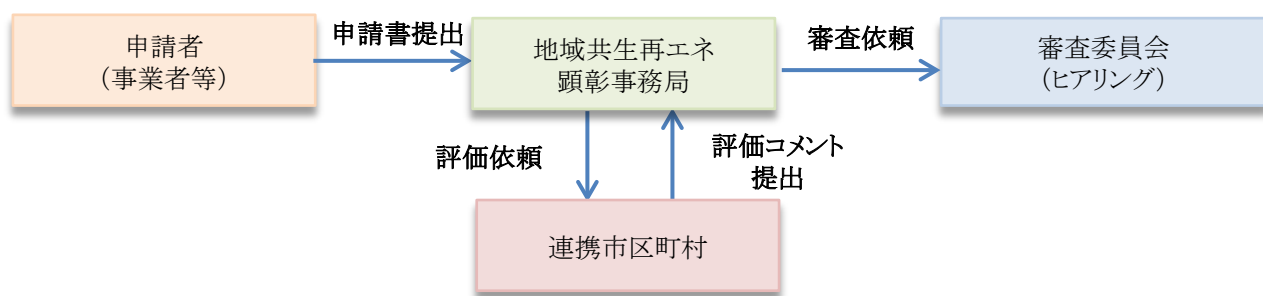 申請者
（事業者等）
申請書提出
地域共生再エネ
顕彰事務局
審査依頼
審査委員会
（ヒアリング）
評価依頼
評価コメント
提出
連携市区町村